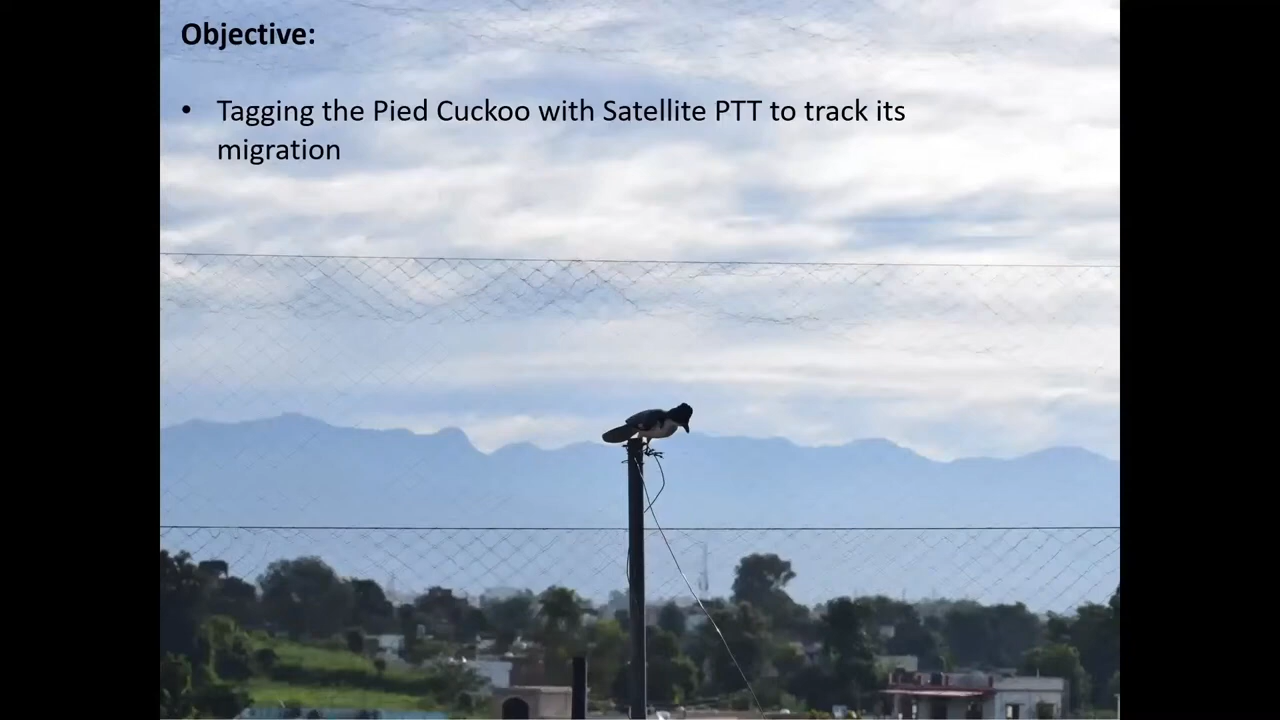 Objective:
• Tagging the Pied Cuckoo with Satellite PTT to track its
migration